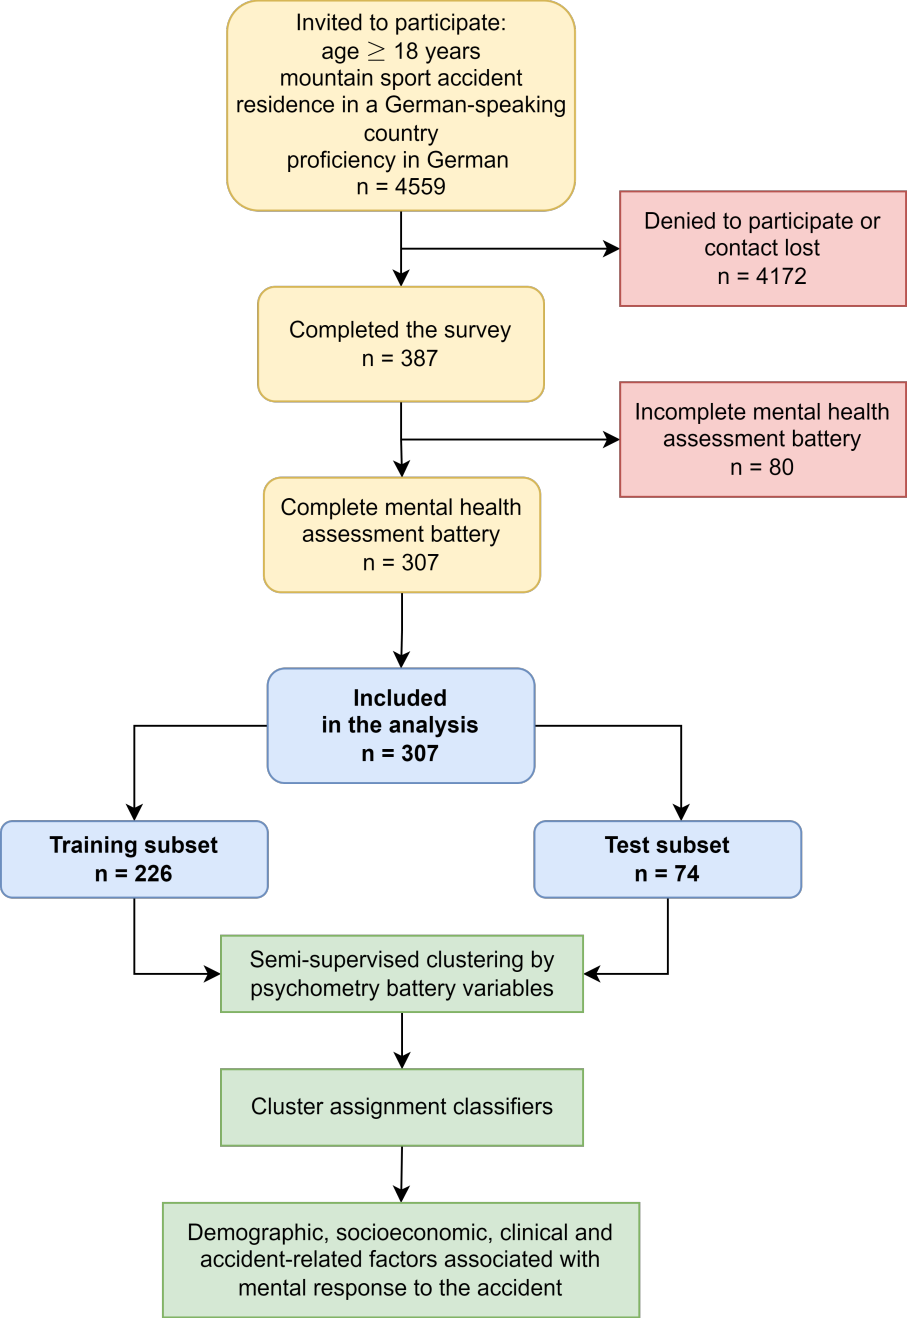 Invited to participate:
age ≥ 18 years
mountain sport accident
residence in a German-speaking
country
proficiency in German
n = 4559
Denied to participate or
contact lost
n = 4172
Completed the survey
n = 387
Incomplete mental health
assessment battery
n = 80
Complete mental health
assessment battery
n = 307
Included
in the analysis
n = 307
Training subset
n = 226
Test subset
n = 74
Semi-supervised clustering by
psychometry battery variables
Cluster assignment classifiers
Demographic, socioeconomic, clinical and
accident-related factors associated with
mental response to the accident